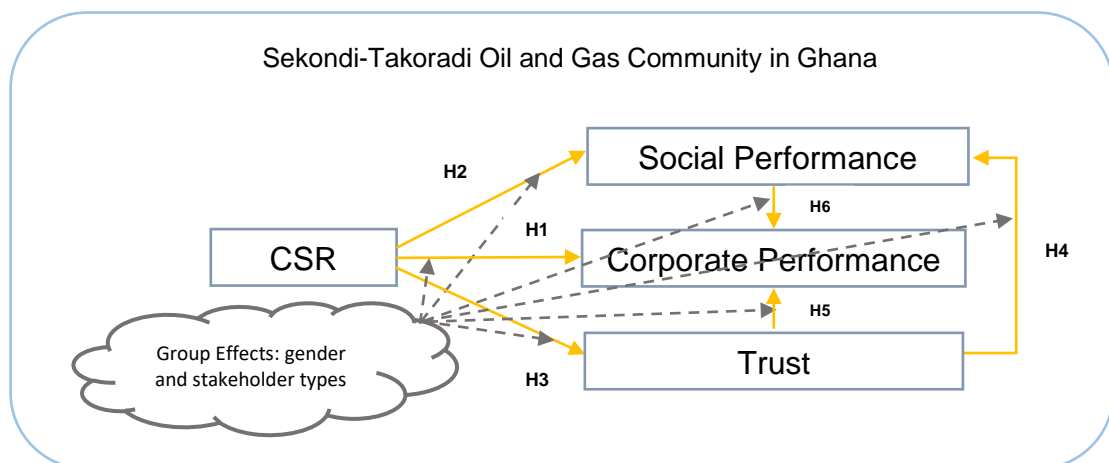 Sekondi-Takoradi Oil and Gas Community in Ghana
Social Performance
H2
H6
H1
CSR
Corporate Performance
H4
H5
Group Effects: gender
and stakeholder types
Trust
H3